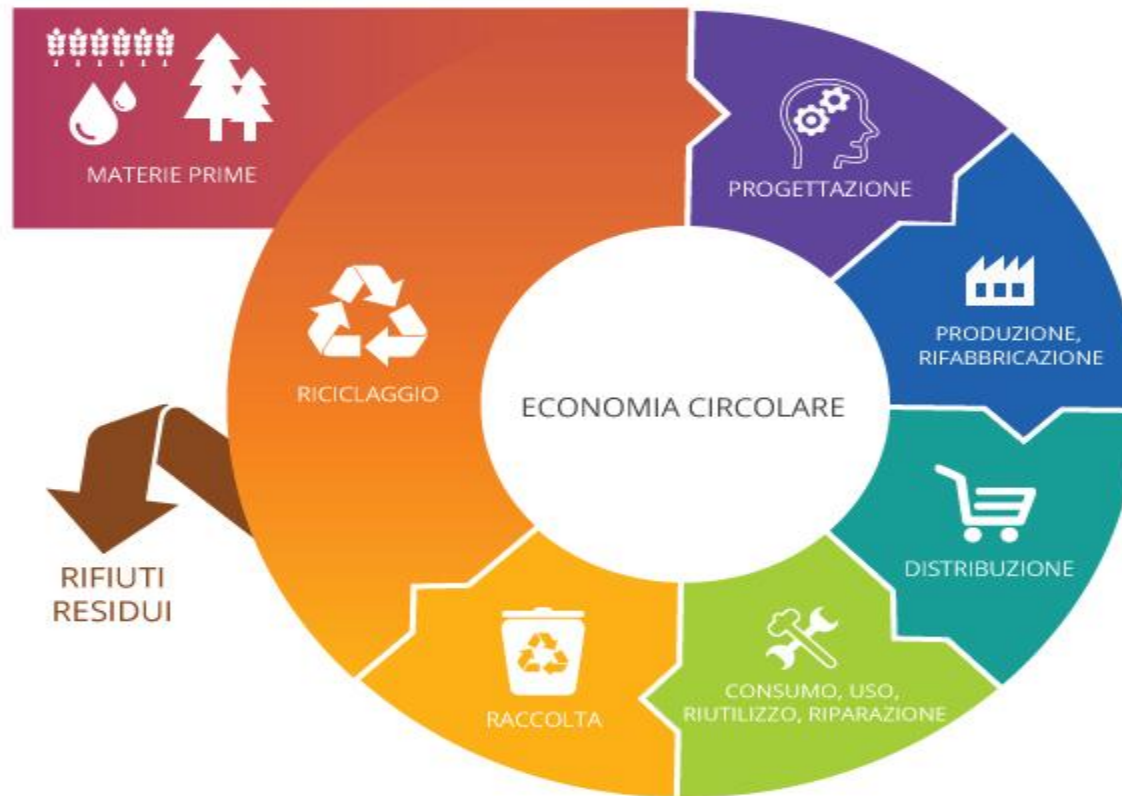 MATERIE PRIME
PROGETTAZIONE
PRODUZIONE,
RIFABBRICAZIONE
RICICLAGGIO
ECONOMIA CIRCOLARE
DISTRIBUZIONE
RIFIUTI
RESIDUI
CONSUMO, USO,
RIUTILIZZO, RIPARAZIONE
RACCOLTA